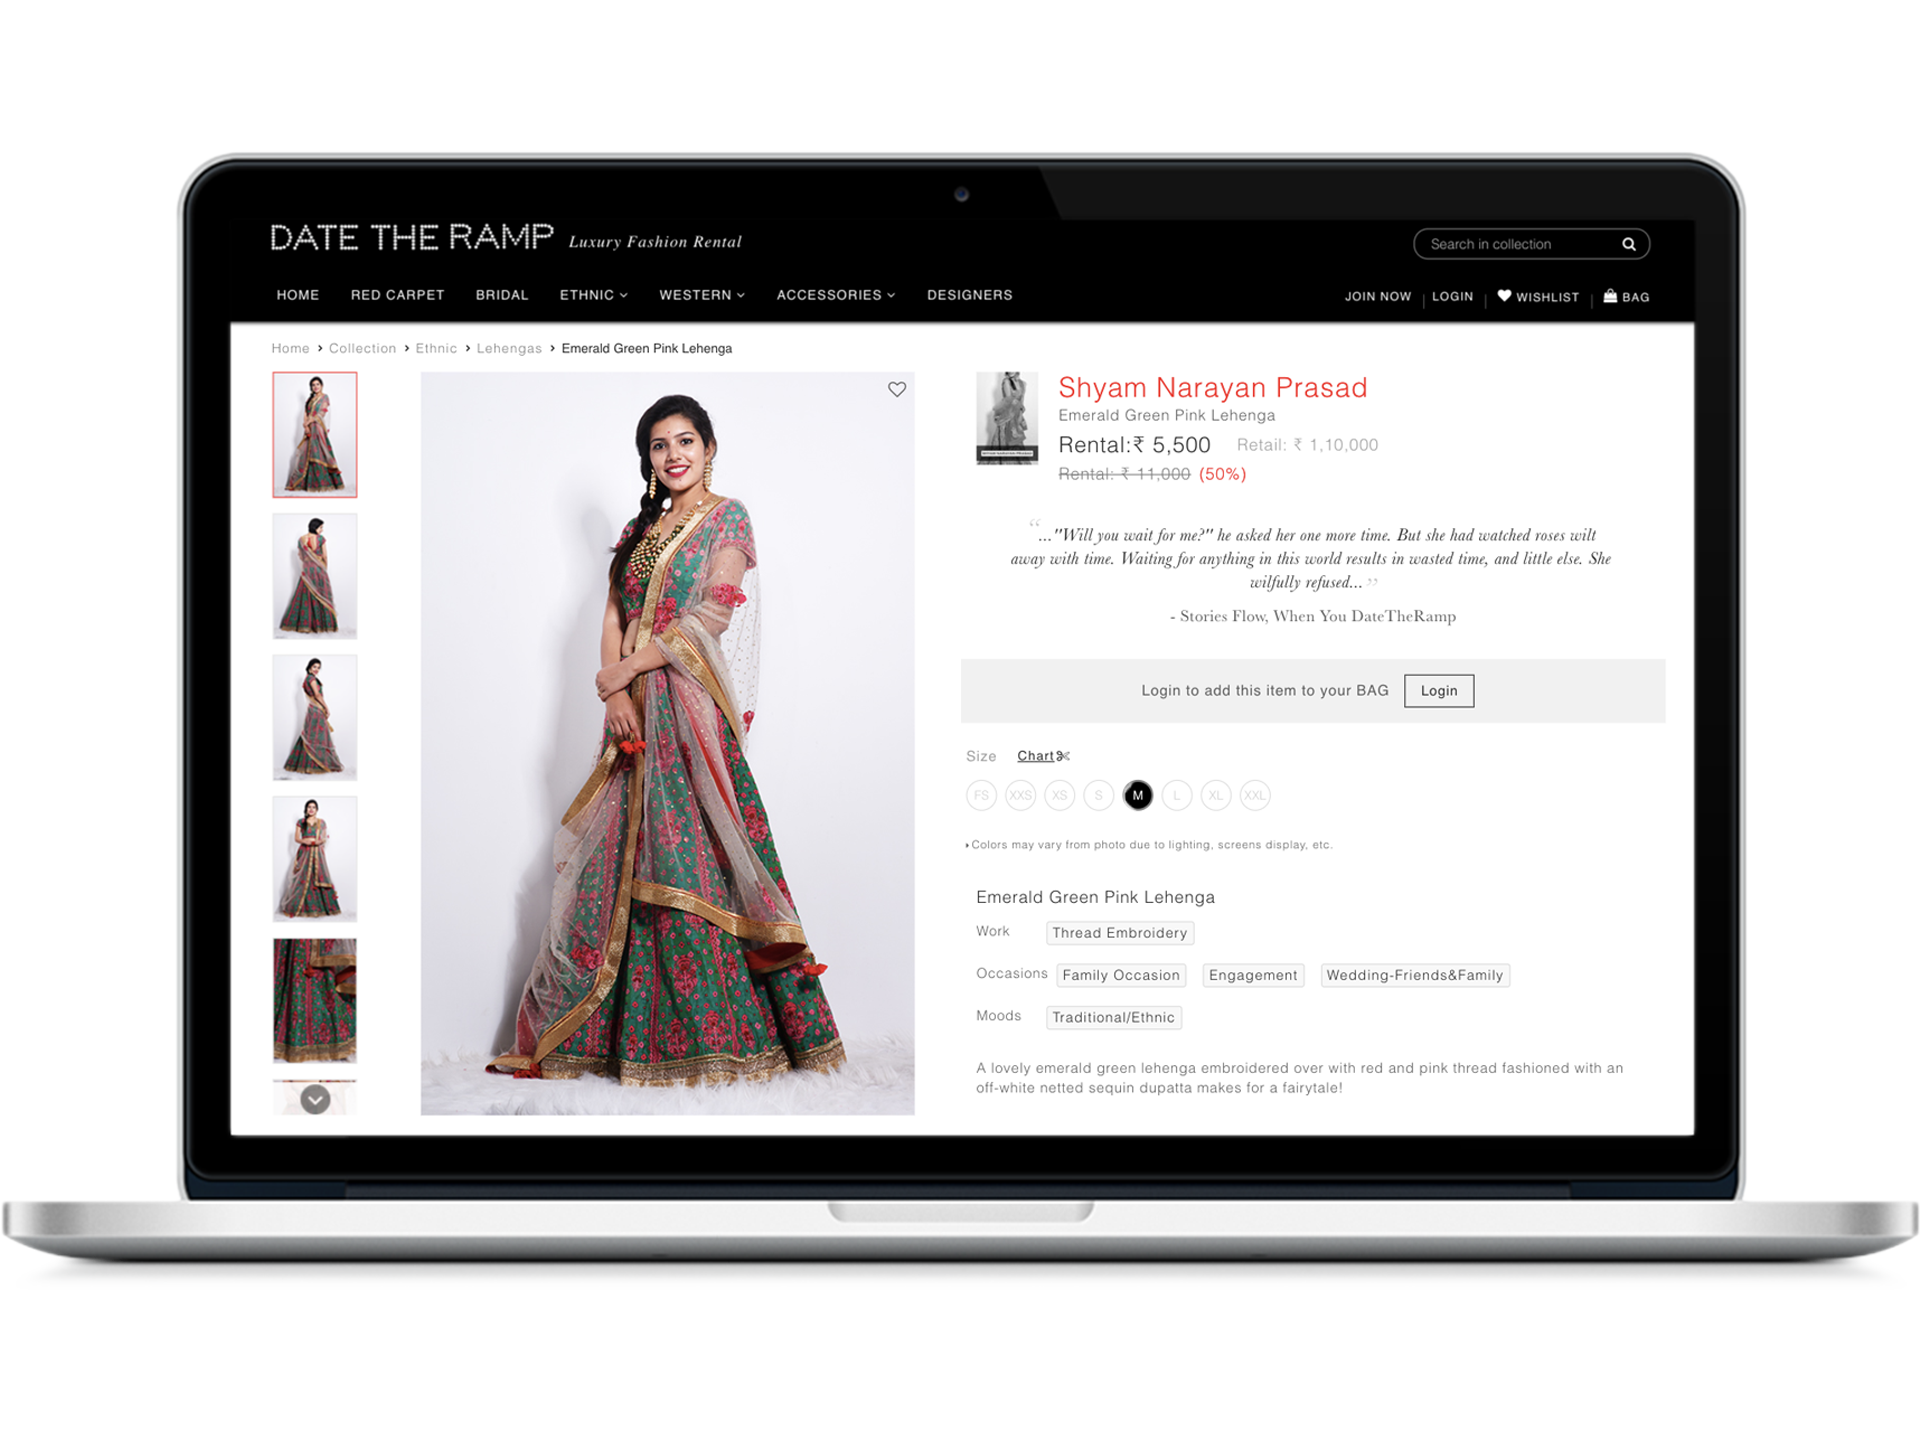 DATE THE RAMP Luxury Fashion Rental
Search in collection
HOME RED CARPET BRIDAL ETHNIC WESTERN ACCESSORIES DESIGNERS
JOIN NOW | LOGIN | WISHLIST | BAG
Home › Collection › Ethnic › Lehengas › Emerald Green Pink Lehenga
Shyam Narayan Prasad
Emerald Green Pink Lehenga
Rental:₹ 5,500 Retail: ₹ 1,10,000
Rental: ₹ 11,000 (50%)
“ ..."Will you wait for me?" he asked her one more time. But she had watched roses wilt
away with time. Waiting for anything in this world results in wasted time, and little else. She
wilfully refused... ”
- Stories Flow, When You DateTheRamp
Login to add this item to your BAG Login
Size Chart
FS XXS XS S M L XL XXL
Colors may vary from photo due to lighting, screens display, etc.
Emerald Green Pink Lehenga
Work Thread Embroidery
Occasions Family Occasion Engagement Wedding-Friends&Family
Moods Traditional/Ethnic
A lovely emerald green lehenga embroidered over with red and pink thread fashioned with an
off-white netted sequin dupatta makes for a fairytale!